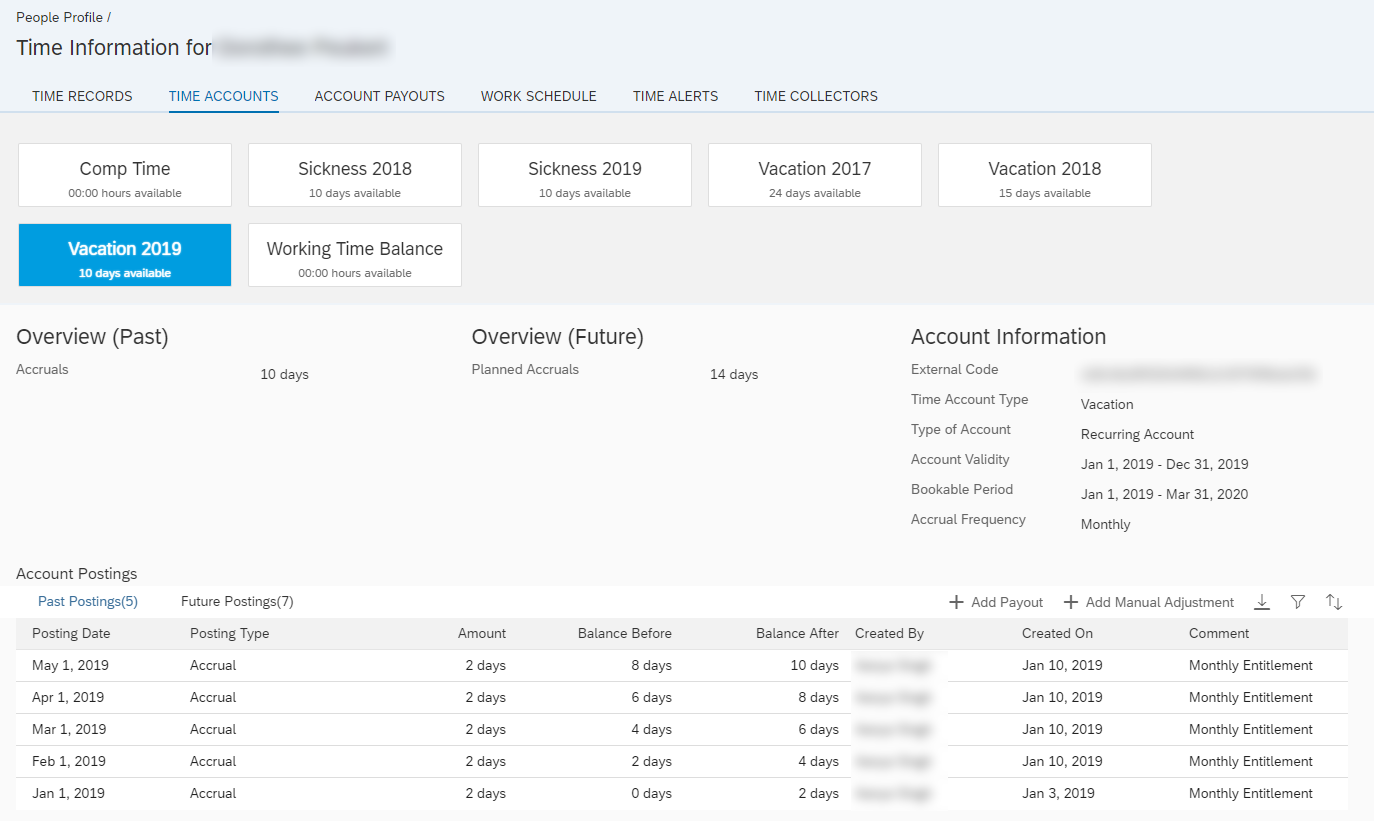 People Profile /
Time Information for
TIME RECORDS TIME ACCOUNTS ACCOUNT PAYOUTS WORK SCHEDULE TIME ALERTS TIME COLLECTORS
Comp Time Sickness 2018 Sickness 2019 Vacation 2017 Vacation 2018
00:00 hours available 10 days available 10 days available 24 days available 15 days available
Vacation 2019 Working Time Balance
10 days available 00:00 hours available
Overview (Past) Overview (Future) Account Information
Accruals 10 days Planned Accruals 14 days External Code
Time Account Type Vacation
Type of Account Recurring Account
Account Validity Jan 1, 2019 - Dec 31, 2019
Bookable Period Jan 1, 2019 - Mar 31, 2020
Accrual Frequency Monthly
Account Postings
Past Postings(5) Future Postings(7) Add Payout Add Manual Adjustment
Posting Date Posting Type Amount Balance Before Balance After Created By Created On Comment
May 1, 2019 Accrual 2 days 8 days 10 days Jan 10, 2019 Monthly Entitlement
Apr 1, 2019 Accrual 2 days 6 days 8 days Jan 10, 2019 Monthly Entitlement
Mar 1, 2019 Accrual 2 days 4 days 6 days Jan 10, 2019 Monthly Entitlement
Feb 1, 2019 Accrual 2 days 2 days 4 days Jan 10, 2019 Monthly Entitlement
Jan 1, 2019 Accrual 2 days 0 days 2 days Jan 3, 2019 Monthly Entitlement